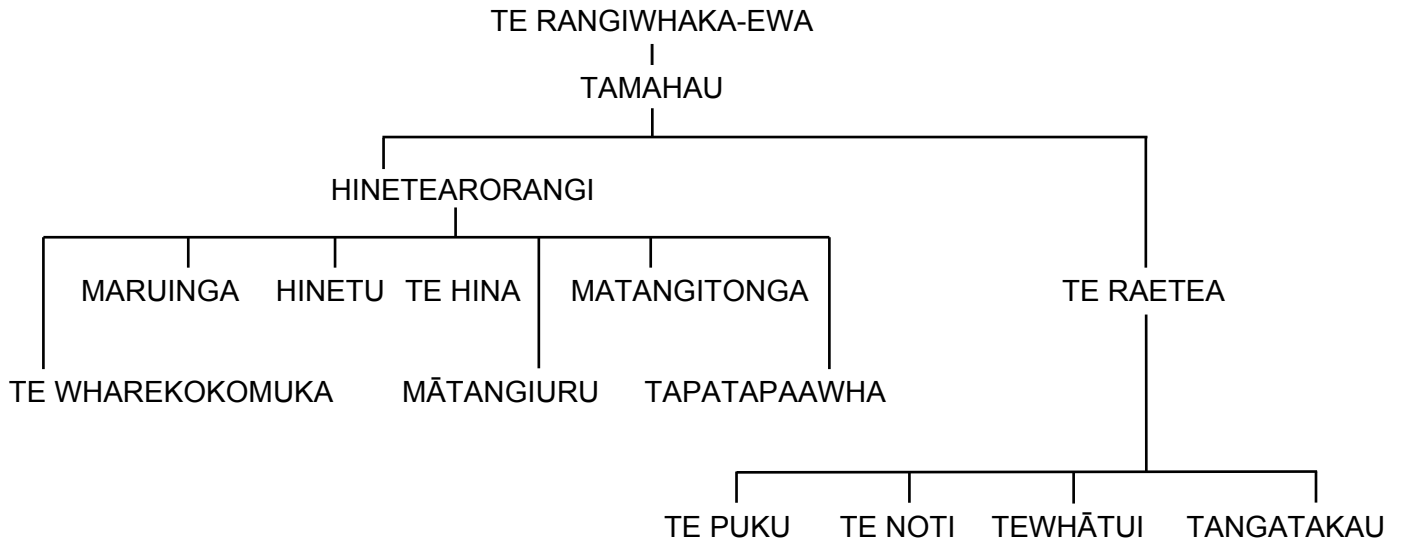 TE RANGIWHAKA-EWA
TAMAHAU
HINETEARORANGI
MARUINGA HINETU TE HINA MATANGITONGA TE RAETEA
TE WHAREKOKOMUKA MĀTANGIURU TAPATAPAAWHA
TE PUKU TE NOTI TEWHĀTUI TANGATAKAU